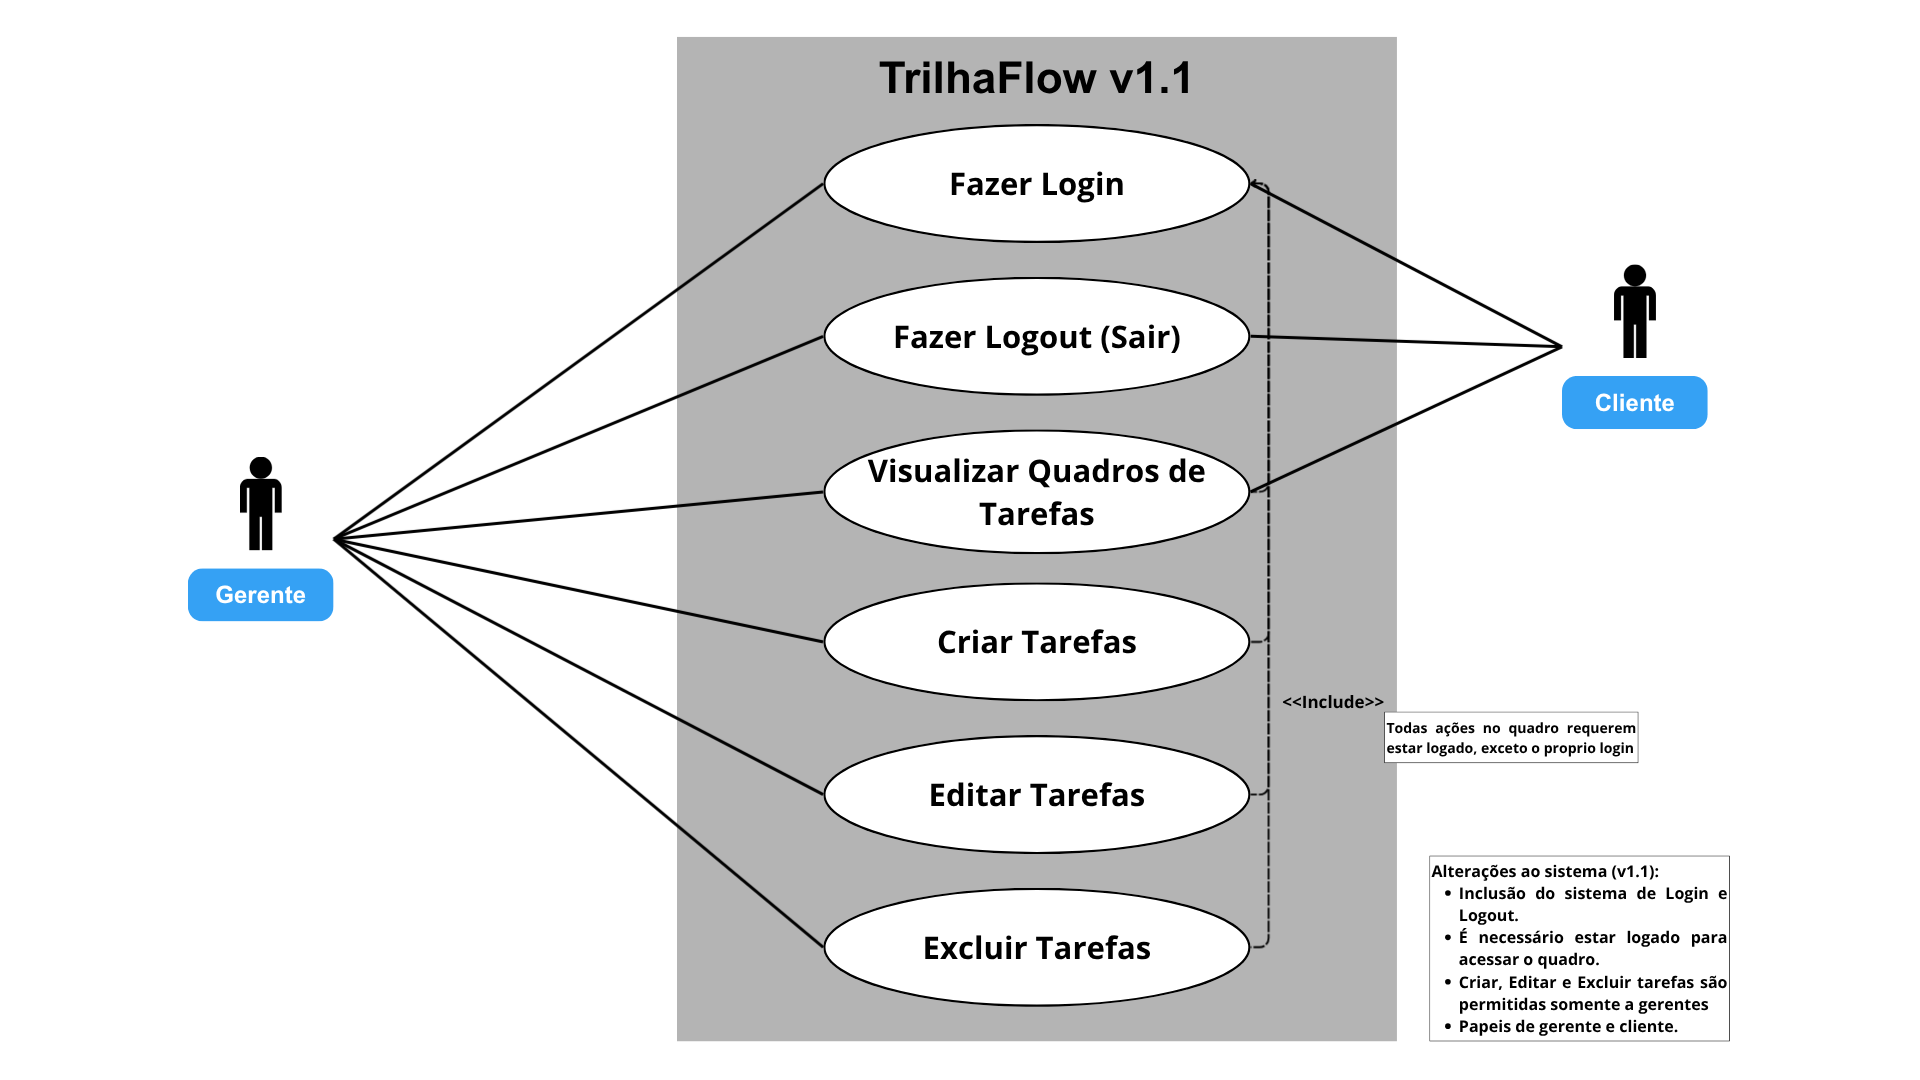 TrilhaFlow v1.1
Fazer Login
Fazer Logout (Sair)
Cliente
Visualizar Quadros de
Tarefas
Gerente
Criar Tarefas
<<Include>>
Todas ações no quadro requerem
estar logado, exceto o proprio login
Editar Tarefas
Excluir Tarefas
Alterações ao sistema (v1.1):
• Inclusão do sistema de Login e
Logout.
• É necessário estar logado para
acessar o quadro.
• Criar, Editar e Excluir tarefas são
permitidas somente a gerentes
• Papeis de gerente e cliente.